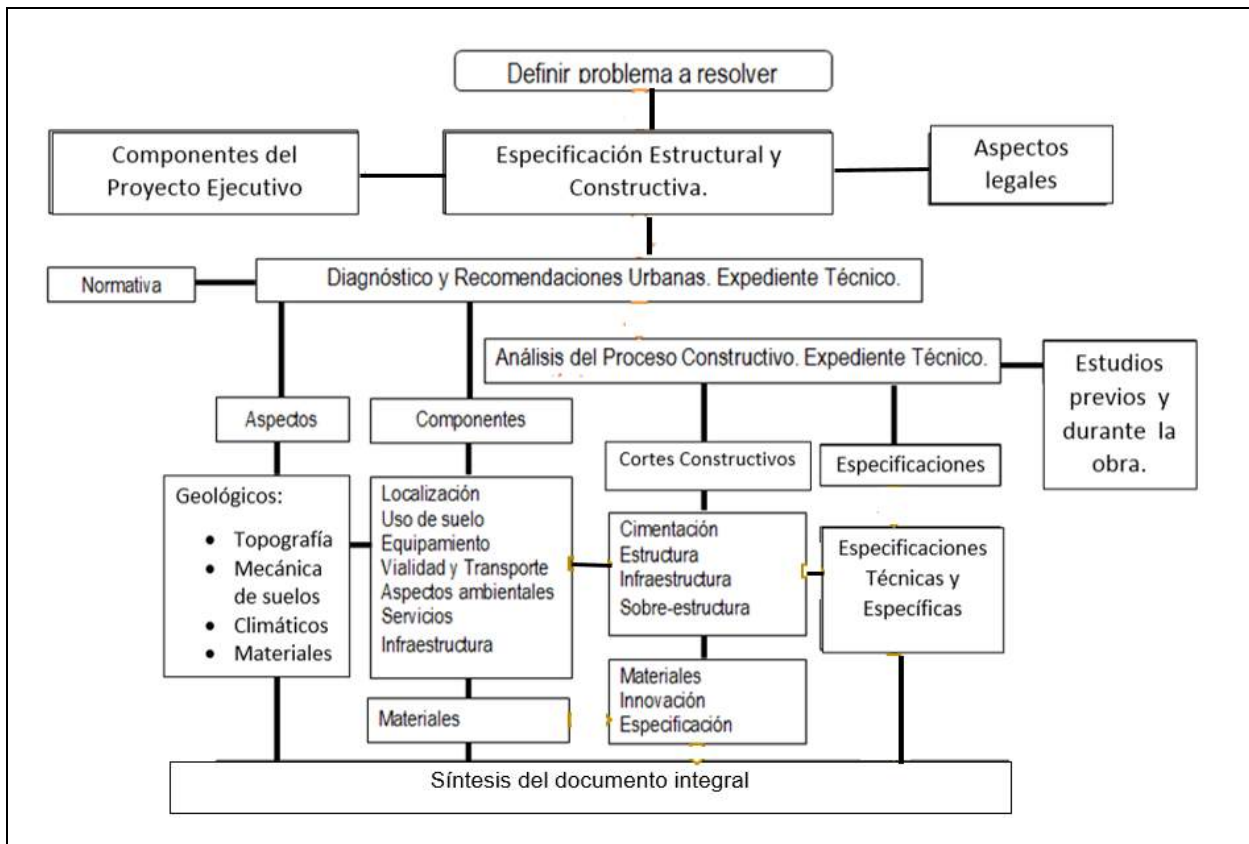 Definir problema a resolver
Componentes del
Proyecto Ejecutivo
Especificación Estructural y
Constructiva.
Aspectos
legales
Normativa
Diagnóstico y Recomendaciones Urbanas. Expediente Técnico.
Análisis del Proceso Constructivo. Expediente Técnico.
Estudios
previos y
durante la
obra.
Aspectos
Componentes
Cortes Constructivos
Especificaciones
Geológicos:
• Topografía
• Mecánica
de suelos
• Climáticos
• Materiales
Localización
Uso de suelo
Equipamiento
Vialidad y Transporte
Aspectos ambientales
Servicios
Infraestructura
Cimentación
Estructura
Infraestructura
Sobre-estructura
Especificaciones
Técnicas y
Específicas
Materiales
Materiales
Innovación
Especificación
Síntesis del documento integral